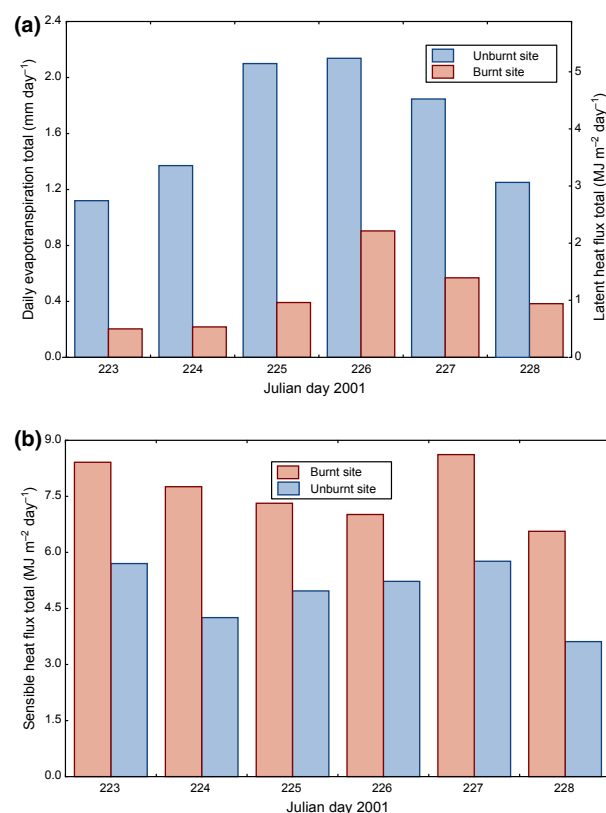 (a)
2.4
2.0
1.6
1.2
0.8
0.4
0.0
Daily evapotranspiration total (mm day⁻¹)
Unburnt site
Burnt site
5
4
3
2
1
0
Latent heat flux total (MJ m⁻² day⁻¹)
223 224 225 226 227 228
Julian day 2001
(b)
9.0
7.5
6.0
4.5
3.0
1.5
0.0
Sensible heat flux total (MJ m⁻² day⁻¹)
Burnt site
Unburnt site
223 224 225 226 227 228
Julian day 2001